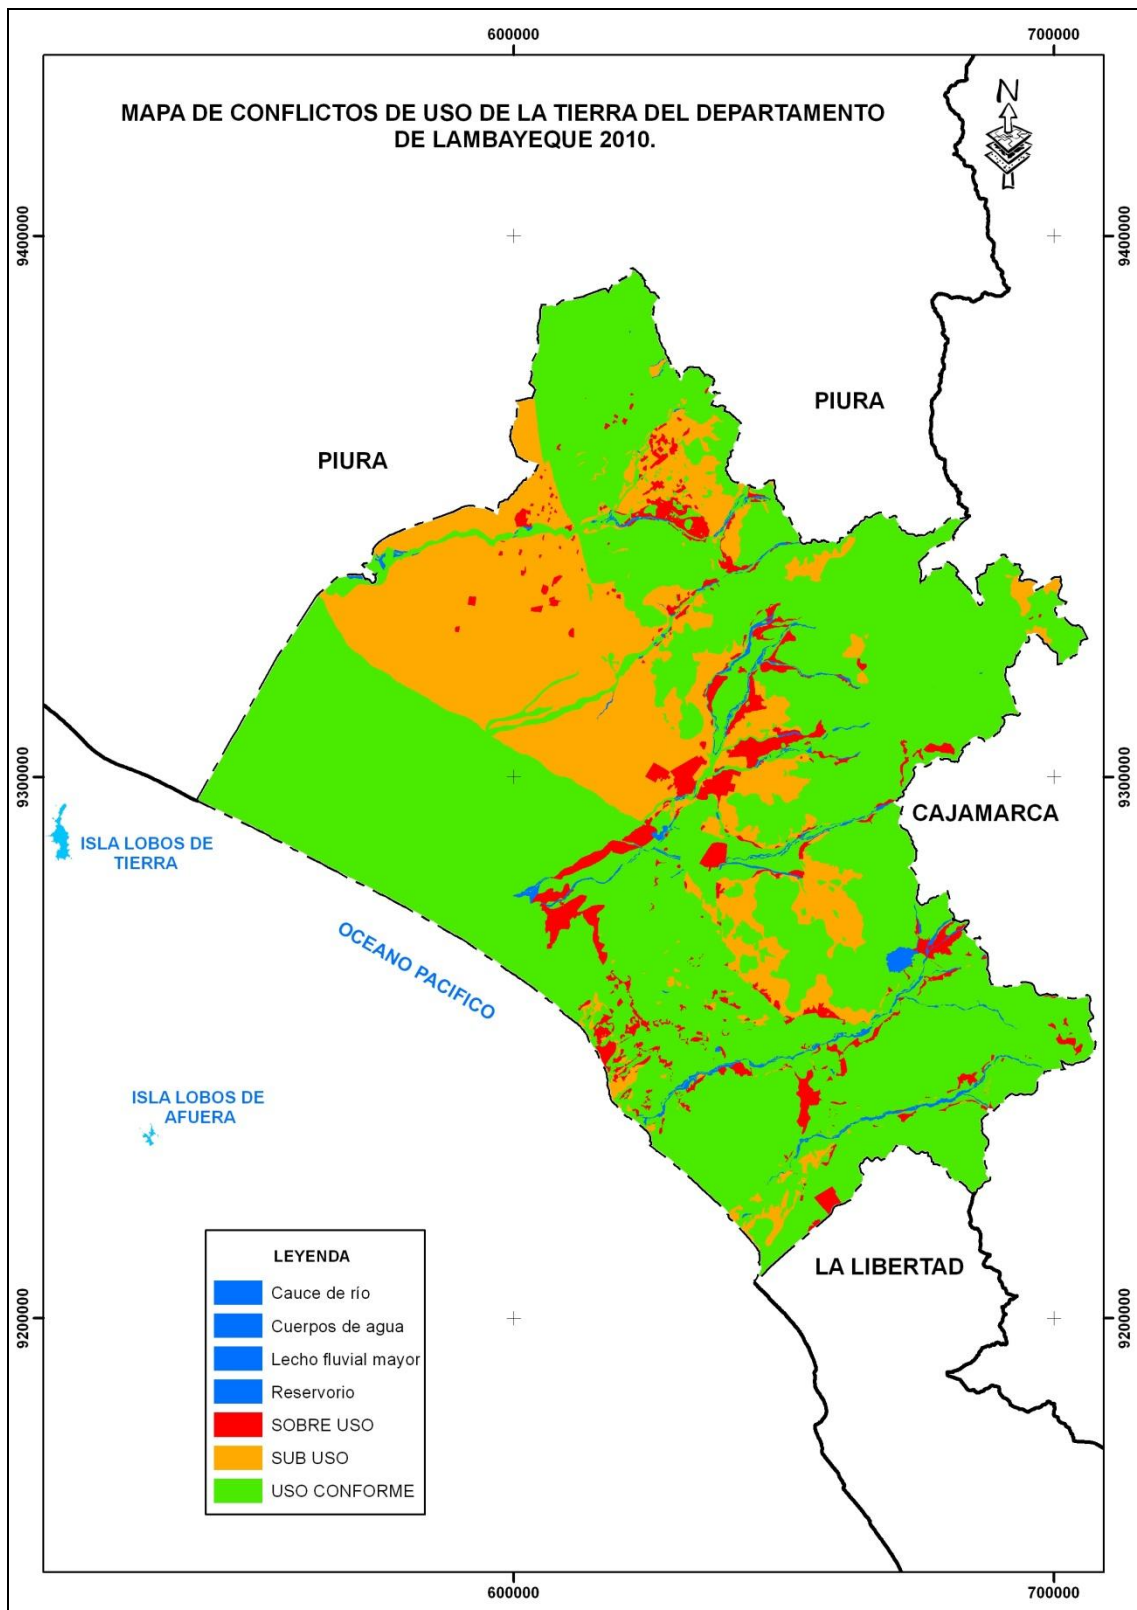 600000
700000
MAPA DE CONFLICTOS DE USO DE LA TIERRA DEL DEPARTAMENTO
DE LAMBAYEQUE 2010.
N
9400000
9400000
PIURA
PIURA
9300000
9300000
CAJAMARCA
ISLA LOBOS DE
TIERRA
OCEANO PACIFICO
ISLA LOBOS DE
AFUERA
LA LIBERTAD
LEYENDA
Cauce de río
Cuerpos de agua
Lecho fluvial mayor
Reservorio
SOBRE USO
SUB USO
USO CONFORME
9200000
9200000
600000
700000